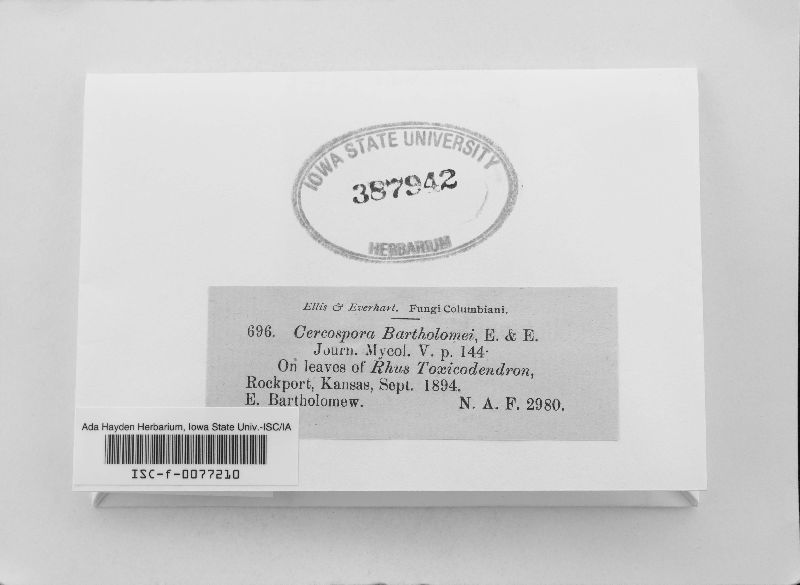 IOWA STATE UNIVERSITY
387942
HERBARIUM
Ellis & Everhart. Fungi Columbiani.
696. Cercospora Bartholomei, E. & E.
Journ. Mycol. V. p. 144.
On leaves of Rhus Toxicodendron,
Rockport, Kansas, Sept. 1894.
E. Bartholomew. N. A. F. 2980.
Ada Hayden Herbarium, Iowa State Univ.-ISC/IA
ISC-f-0077210